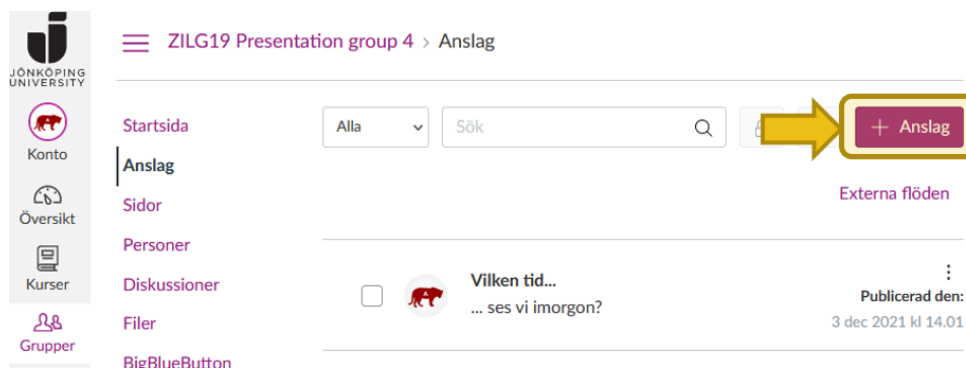 JÖNKÖPING
UNIVERSITY
Konto
Översikt
Kurser
Grupper
ZILG19 Presentation group 4 > Anslag
Startsida
Anslag
Sidor
Personer
Diskussioner
Filer
BigBlueButton
Alla
Sök
+ Anslag
Externa flöden
Vilken tid...
... ses vi imorgon?
Publicerad den:
3 dec 2021 kl 14.01